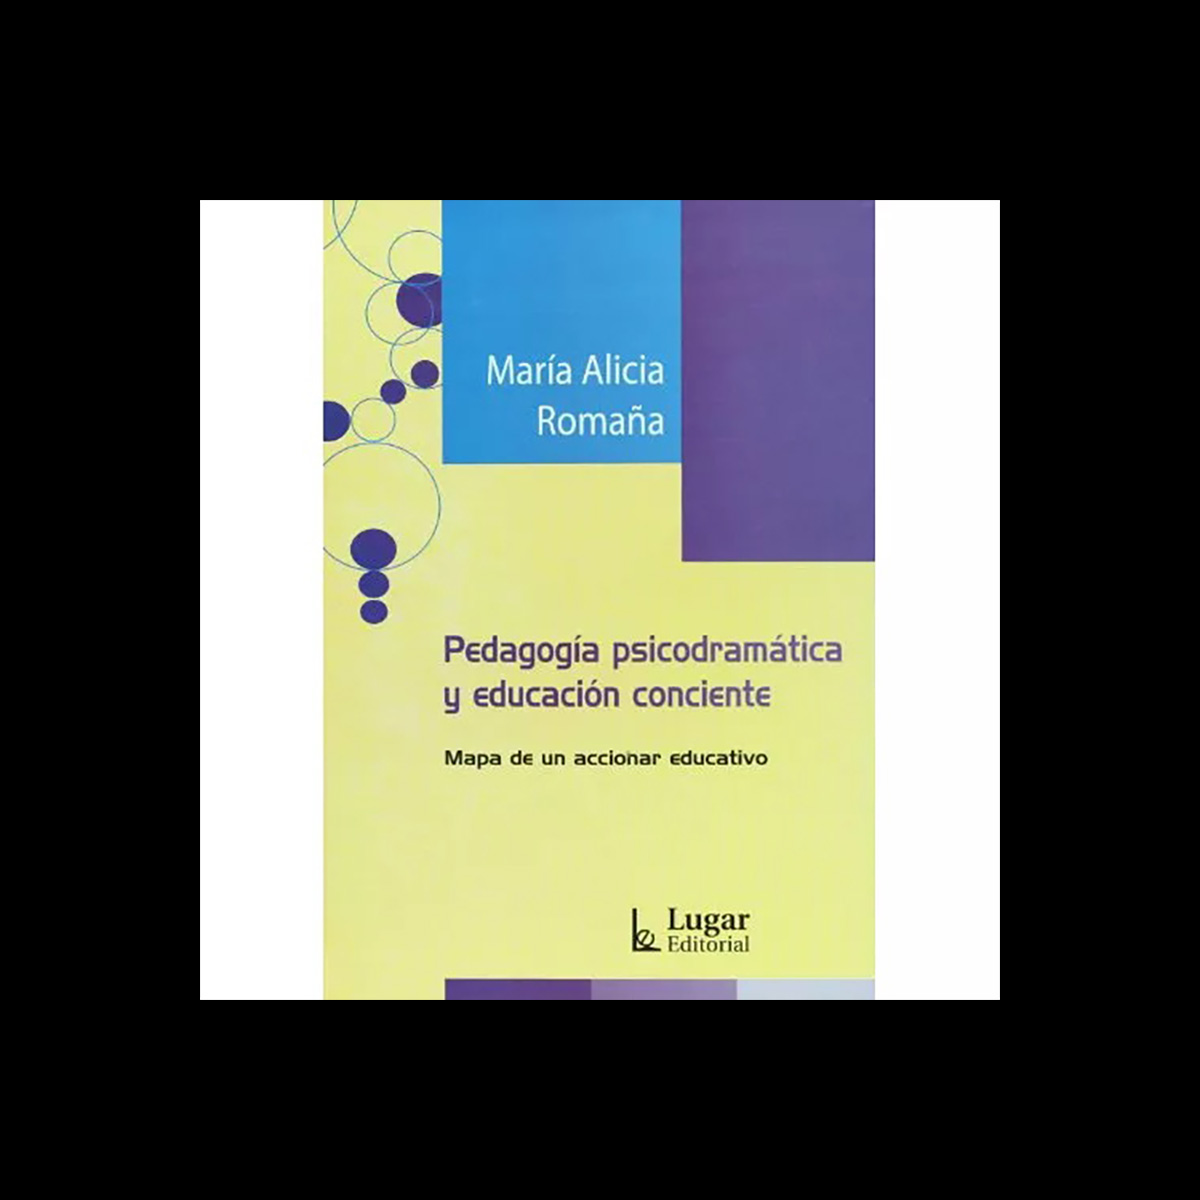 María Alicia
Romaña
Pedagogía psicodramática
y educación conciente
Mapa de un accionar educativo
Lugar
Editorial